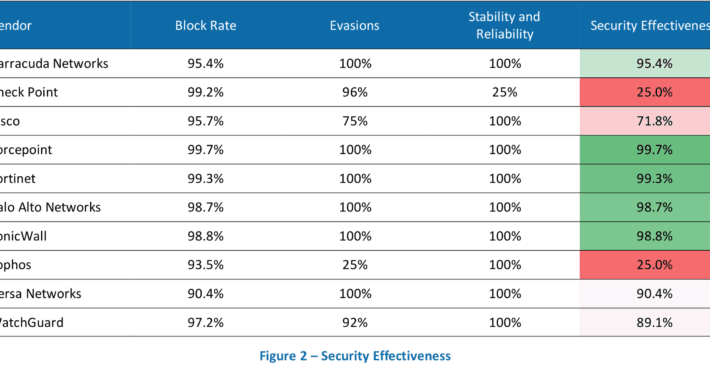 endor Block Rate Evasions Stability and Reliability Security Effectivenes
arracuda Networks 95.4% 100% 100% 95.4%
heck Point 99.2% 96% 25% 25.0%
isco 95.7% 75% 100% 71.8%
orcepoint 99.7% 100% 100% 99.7%
ortinet 99.3% 100% 100% 99.3%
alo Alto Networks 98.7% 100% 100% 98.7%
onicWall 98.8% 100% 100% 98.8%
ophos 93.5% 25% 100% 25.0%
ersa Networks 90.4% 100% 100% 90.4%
WatchGuard 97.2% 92% 100% 89.1%
Figure 2 – Security Effectiveness